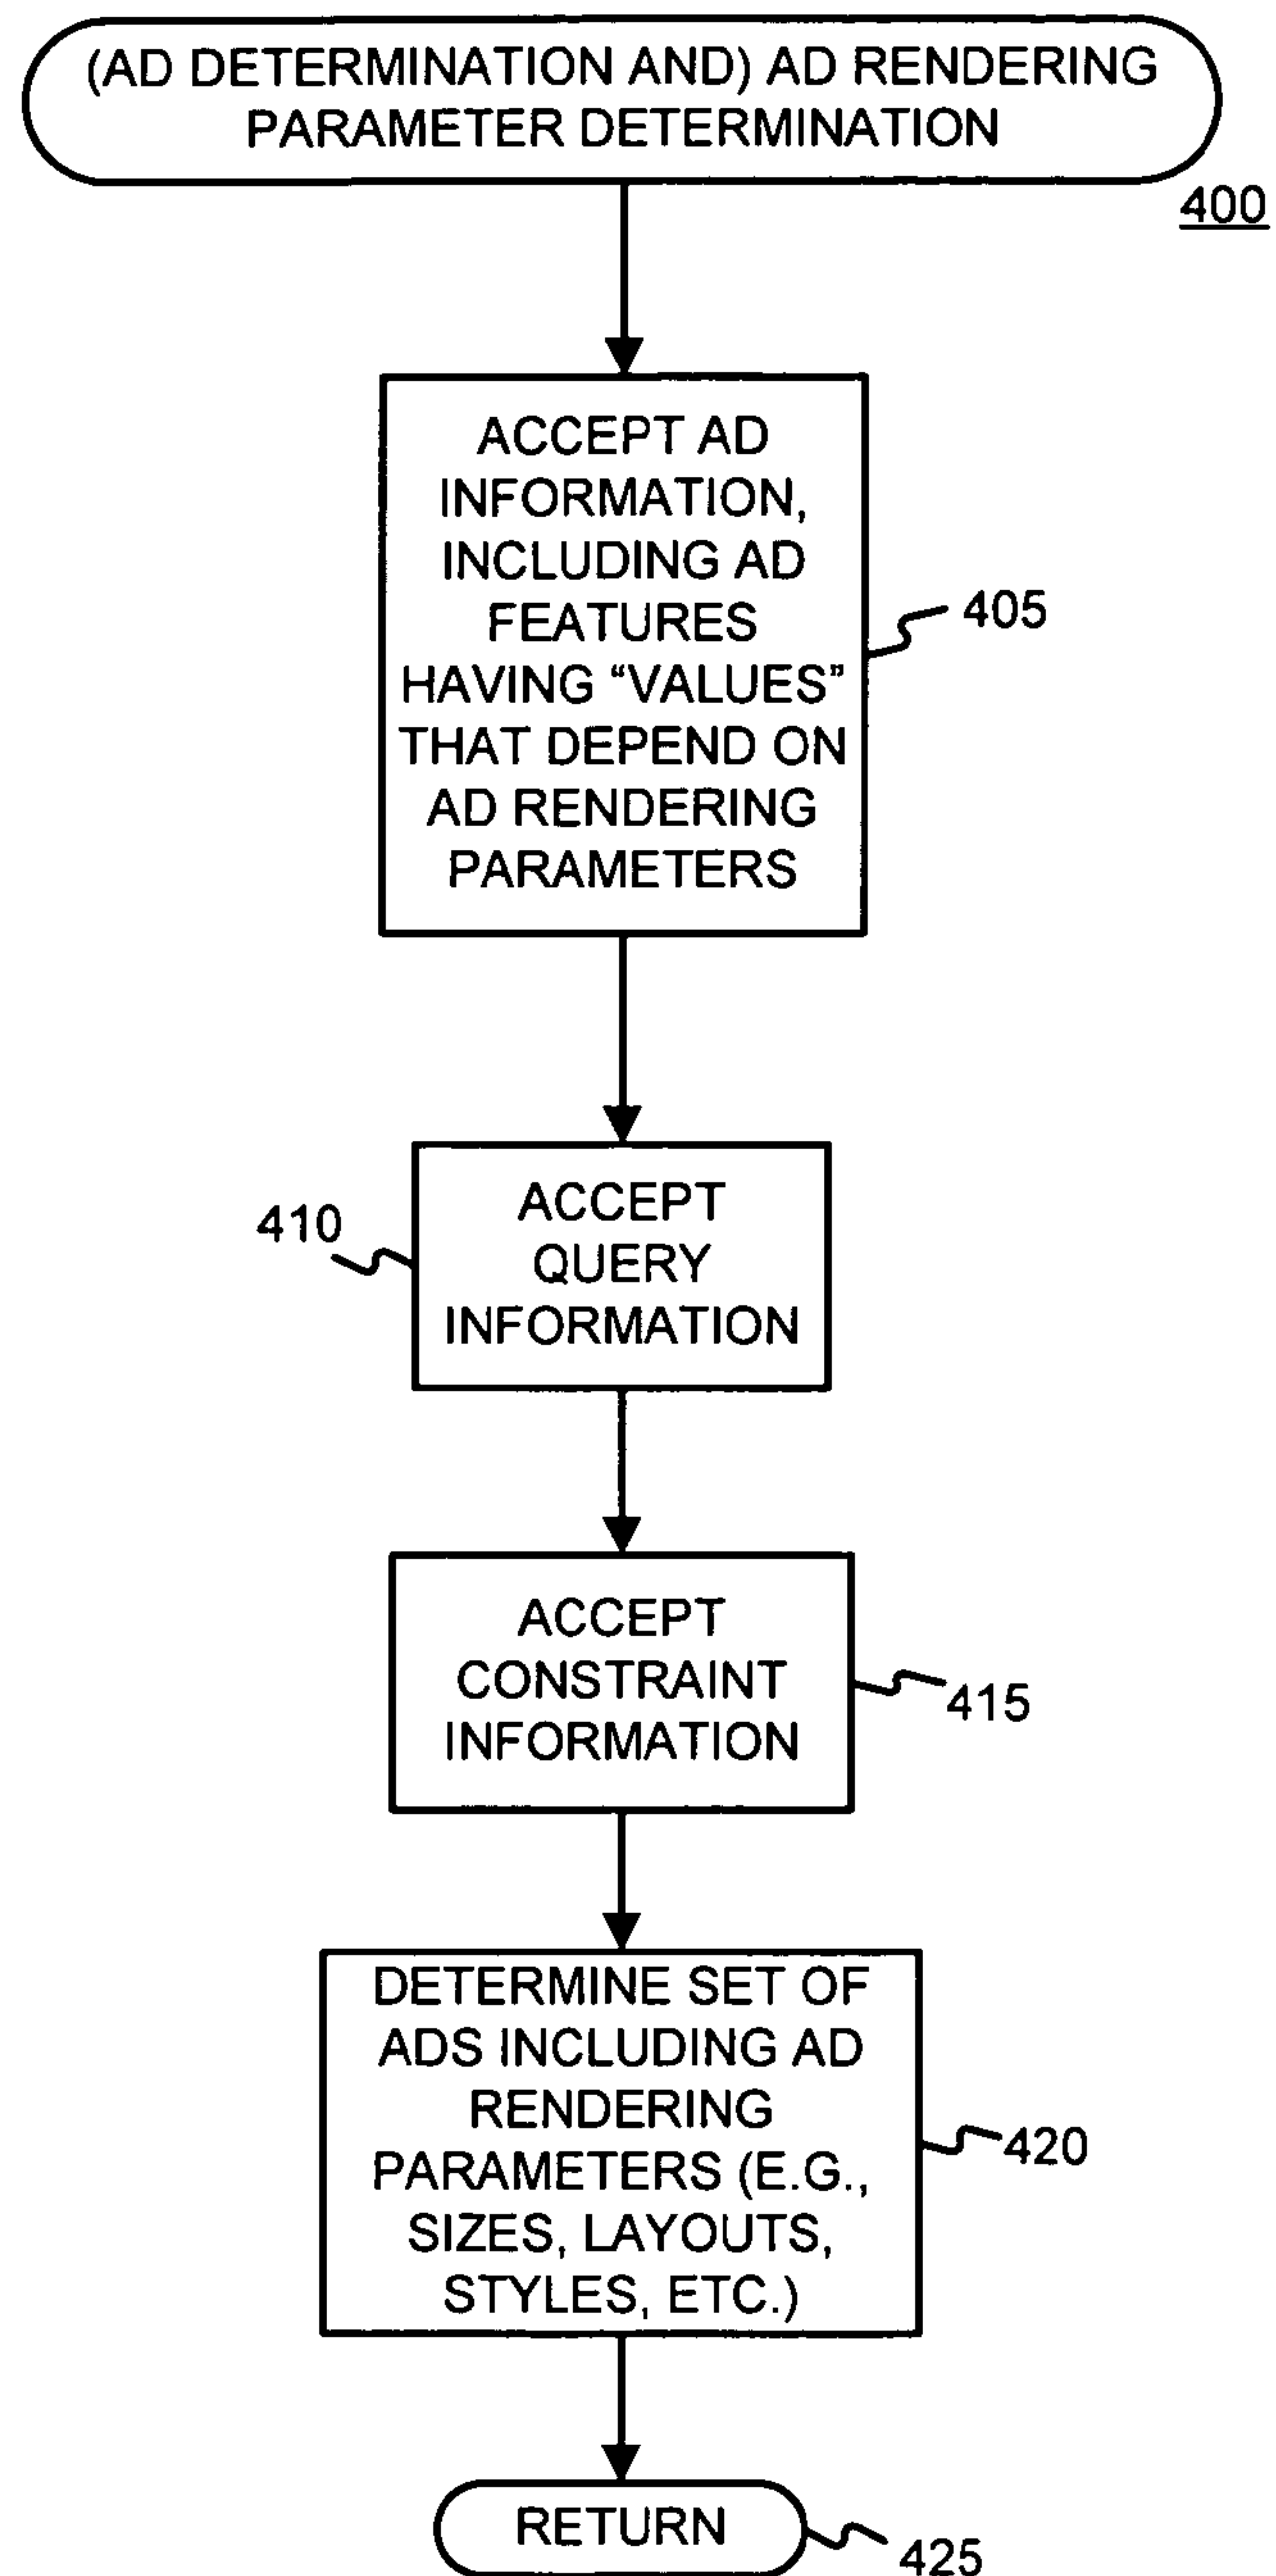 (AD DETERMINATION AND) AD RENDERING
PARAMETER DETERMINATION
400
ACCEPT AD
INFORMATION,
INCLUDING AD
FEATURES
HAVING “VALUES”
THAT DEPEND ON
AD RENDERING
PARAMETERS
405
ACCEPT
QUERY
INFORMATION
410
ACCEPT
CONSTRAINT
INFORMATION
415
DETERMINE SET OF
ADS INCLUDING AD
RENDERING
PARAMETERS (E.G.,
SIZES, LAYOUTS,
STYLES, ETC.)
420
RETURN
425